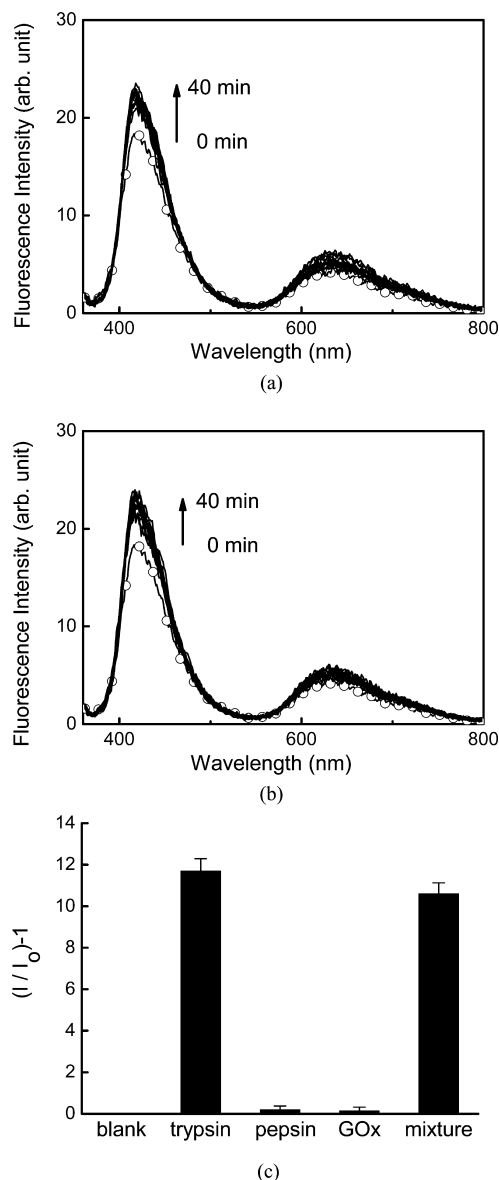 30
20
10
0
Fluorescence Intensity (arb. unit)
40 min
0 min
400 600 800
Wavelength (nm)
(a)
30
20
10
0
Fluorescence Intensity (arb. unit)
40 min
0 min
400 600 800
Wavelength (nm)
(b)
14
12
10
8
6
4
2
0
(I / I_o)-1
blank trypsin pepsin GOx mixture
(c)